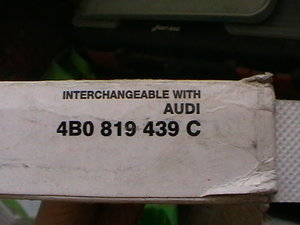 INTERCHANGEABLE WITH
AUDI
4B0 819 439 C